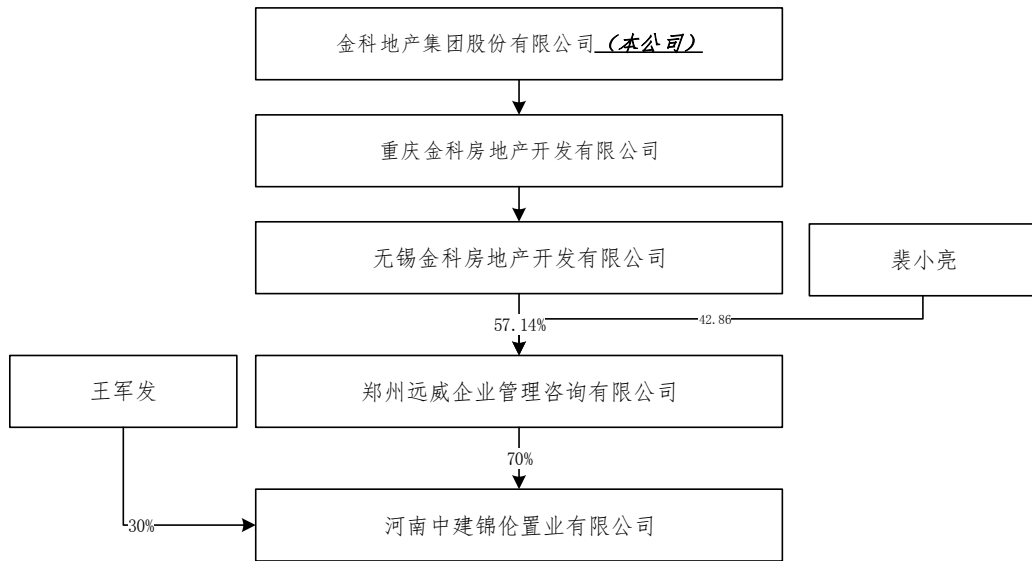 金科地产集团股份有限公司（本公司）
重庆金科房地产开发有限公司
无锡金科房地产开发有限公司
裴小亮
57.14%
42.86
王军发
郑州远威企业管理咨询有限公司
70%
30%
河南中建锦伦置业有限公司